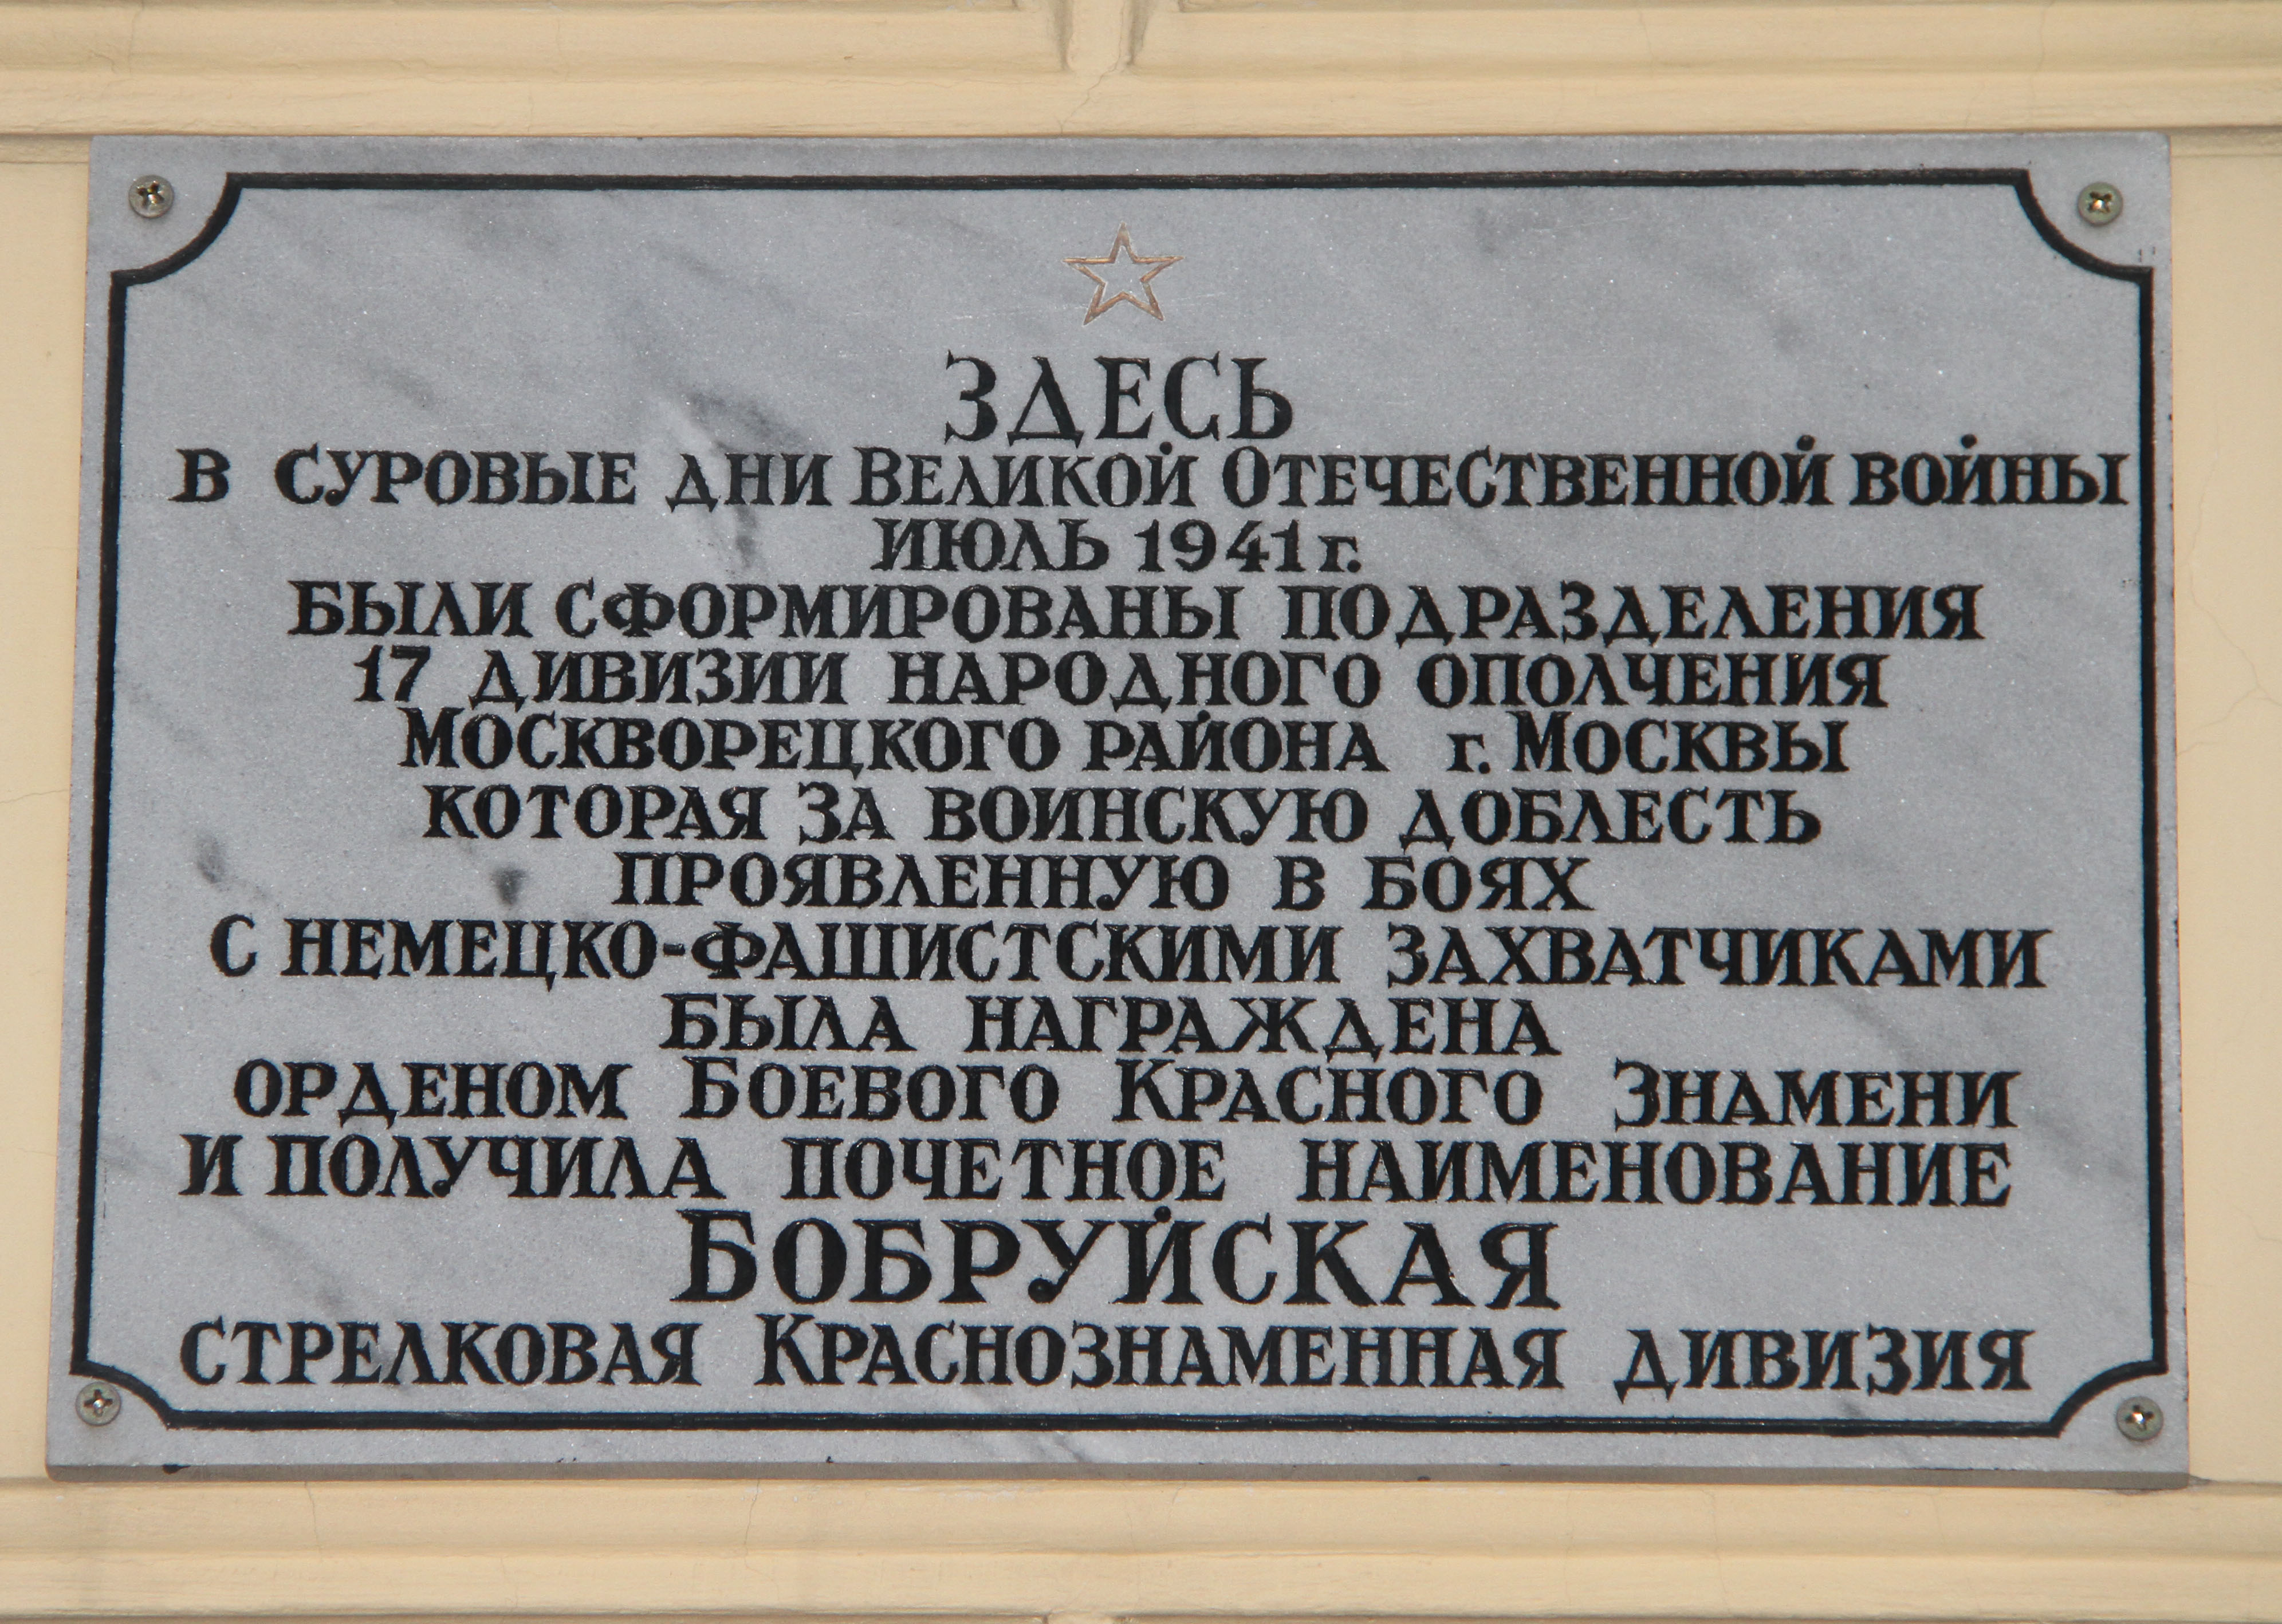 ЗДЕСЬ
В СУРОВЫЕ ДНИ ВЕЛИКОЙ ОТЕЧЕСТВЕННОЙ ВОЙНЫ
ИЮЛЬ 1941 г.
БЫЛИ СФОРМИРОВАНЫ ПОДРАЗДЕЛЕНИЯ
17 ДИВИЗИИ НАРОДНОГО ОПОЛЧЕНИЯ
МОСКВОРЕЦКОГО РАЙОНА г. МОСКВЫ
КОТОРАЯ ЗА ВОИНСКУЮ ДОБЛЕСТЬ
ПРОЯВЛЕННУЮ В БОЯХ
С НЕМЕЦКО-ФАШИСТСКИМИ ЗАХВАТЧИКАМИ
БЫЛА НАГРАЖДЕНА
ОРДЕНОМ БОЕВОГО КРАСНОГО ЗНАМЕНИ
И ПОЛУЧИЛА ПОЧЕТНОЕ НАИМЕНОВАНИЕ
БОБРУЙСКАЯ
СТРЕЛКОВАЯ КРАСНОЗНАМЕННАЯ ДИВИЗИЯ